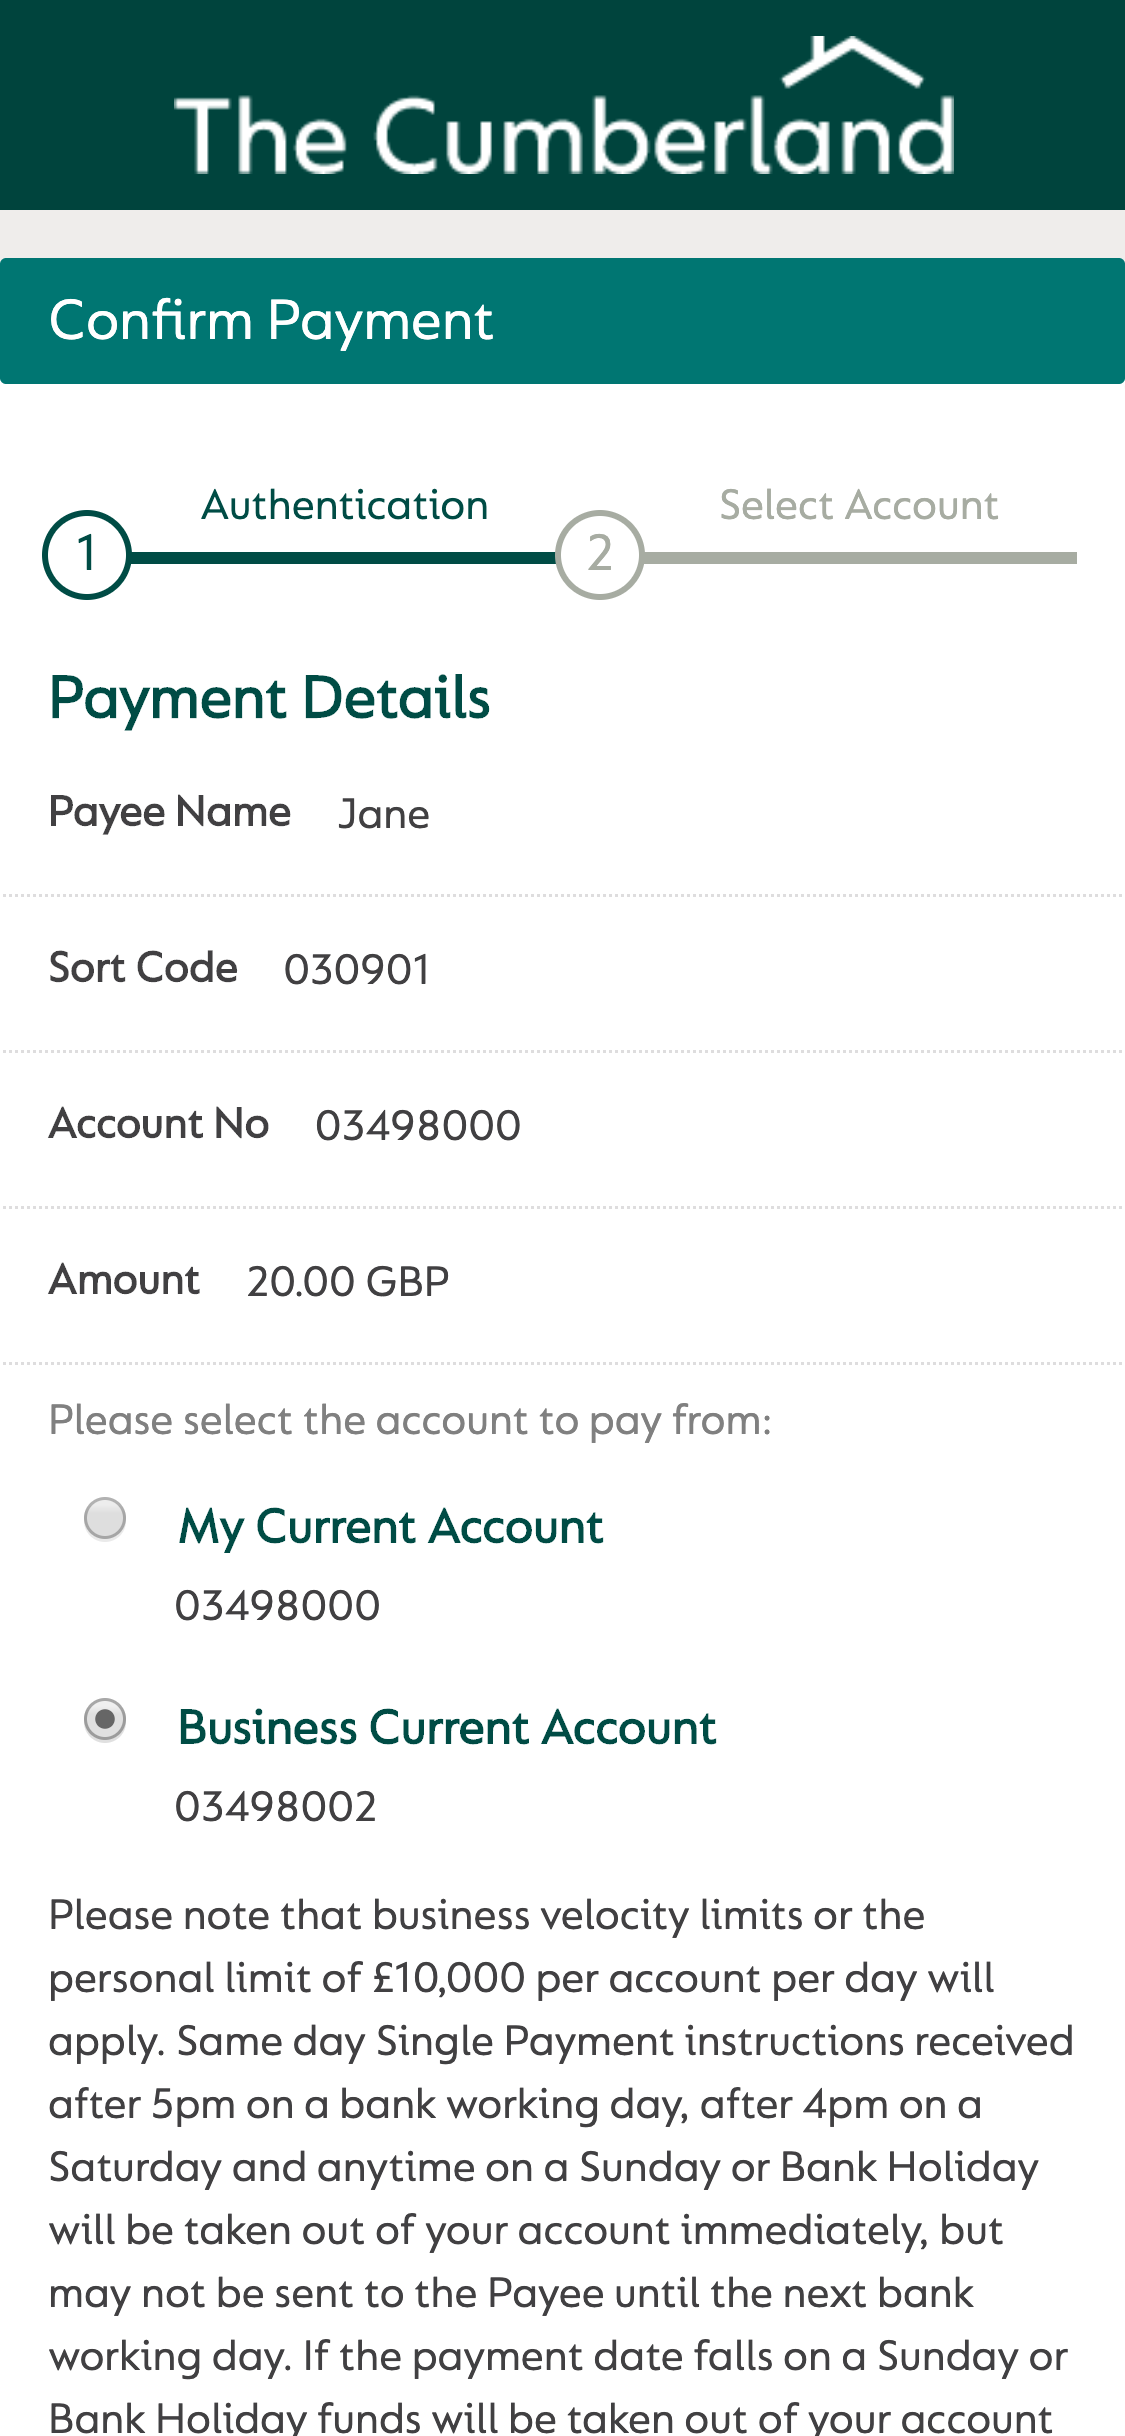 The Cumberland
Confirm Payment
Authentication
Select Account
1
2
Payment Details
Payee Name Jane
Sort Code 030901
Account No 03498000
Amount 20.00 GBP
Please select the account to pay from:
My Current Account
03498000
Business Current Account
03498002
Please note that business velocity limits or the
personal limit of £10,000 per account per day will
apply. Same day Single Payment instructions received
after 5pm on a bank working day, after 4pm on a
Saturday and anytime on a Sunday or Bank Holiday
will be taken out of your account immediately, but
may not be sent to the Payee until the next bank
working day. If the payment date falls on a Sunday or
Bank Holiday funds will be taken out of your account